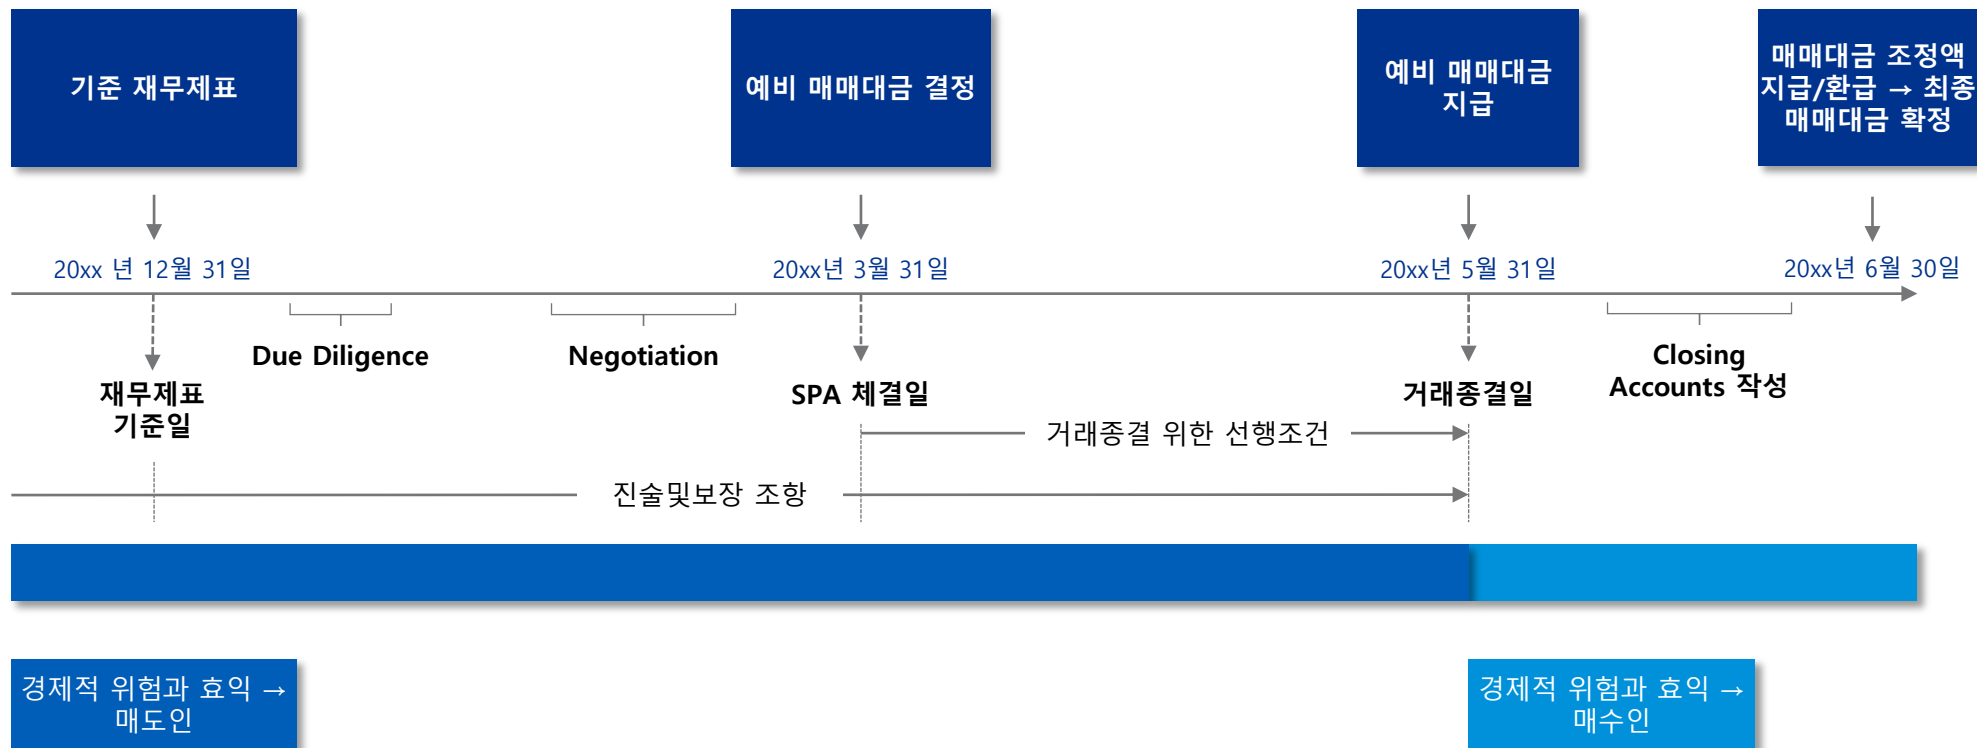 기준 재무제표
예비 매매대금 결정
예비 매매대금
지급
매매대금 조정액
지급/환급 → 최종
매매대금 확정
20xx 년 12월 31일
20xx년 3월 31일
20xx년 5월 31일
20xx년 6월 30일
Due Diligence
Negotiation
Closing
Accounts 작성
재무제표
기준일
SPA 체결일
거래종결일
거래종결 위한 선행조건
진술및보장 조항
경제적 위험과 효익 →
매도인
경제적 위험과 효익 →
매수인